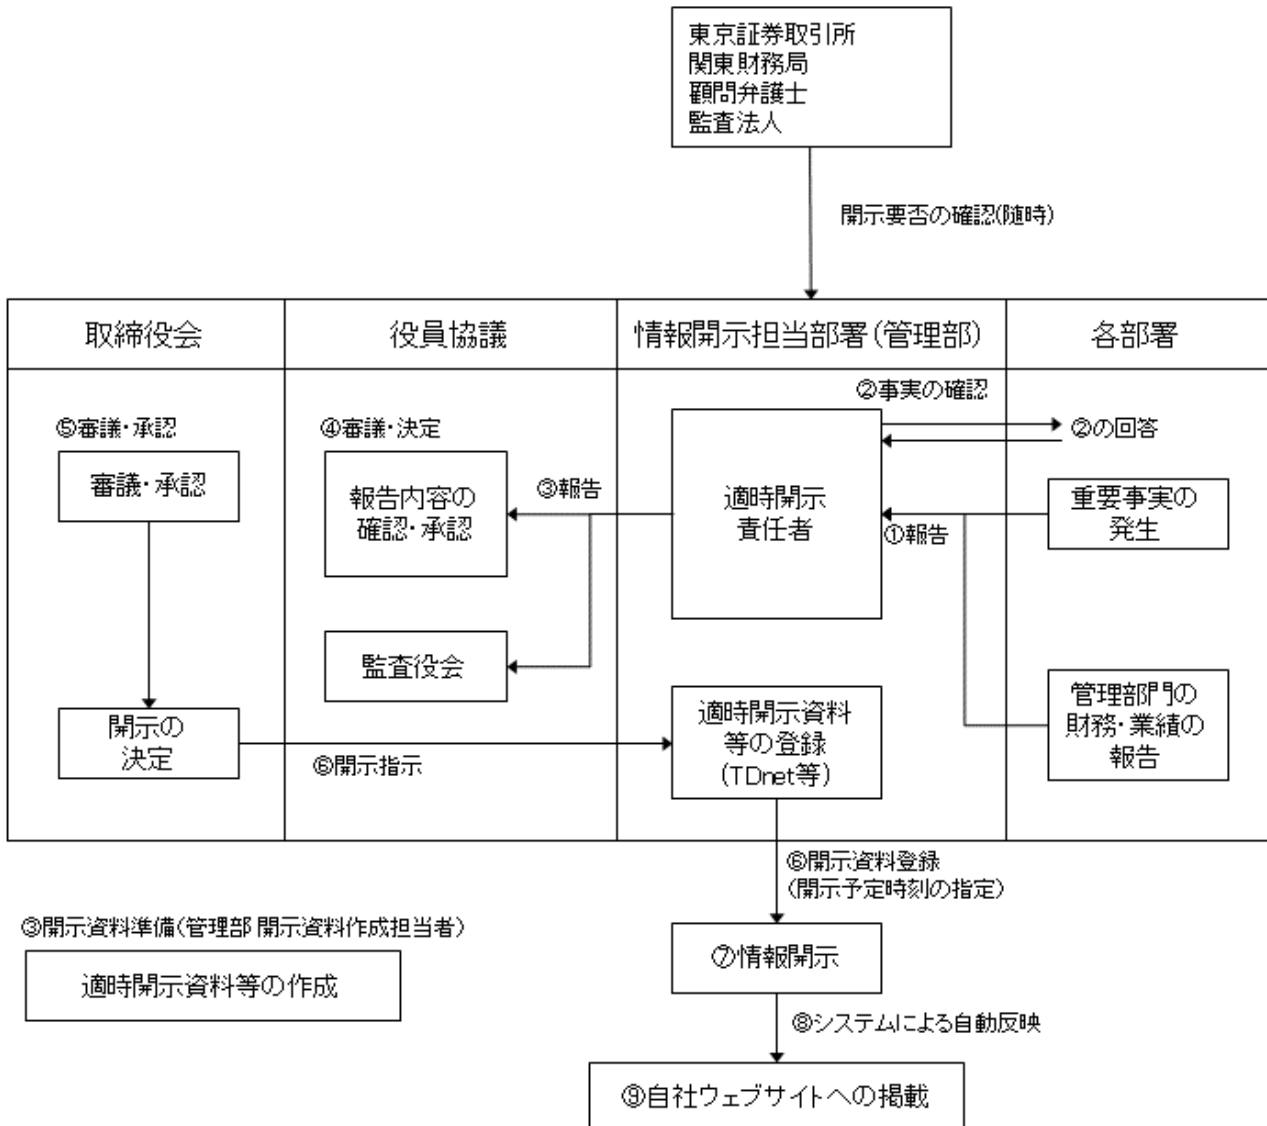 東京証券取引所
関東財務局
顧問弁護士
監査法人
開示要否の確認(随時)
取締役会
役員協議
情報開示担当部署(管理部)
各部署
②事実の確認
②の回答
⑤審議・承認
審議・承認
④審議・決定
報告内容の
確認・承認
③報告
適時開示
責任者
①報告
重要事実の
発生
監査役会
管理部門の
財務・業績の
報告
開示の
決定
⑥開示指示
適時開示資料
等の登録
(TDnet等)
⑥開示資料登録
(開示予定時刻の指定)
③開示資料準備(管理部 開示資料作成担当者)
適時開示資料等の作成
⑦情報開示
⑧システムによる自動反映
⑨自社ウェブサイトへの掲載